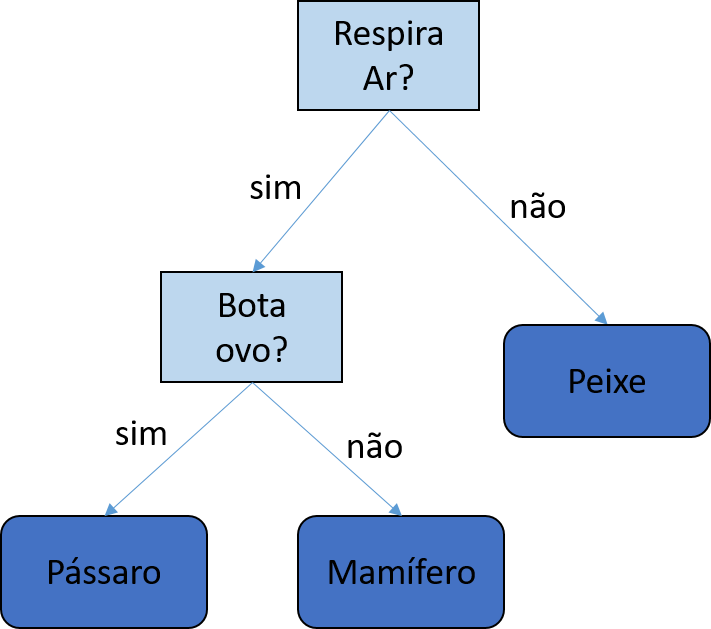 Respira
Ar?
sim
não
Bota
ovo?
Peixe
sim
não
Pássaro
Mamífero